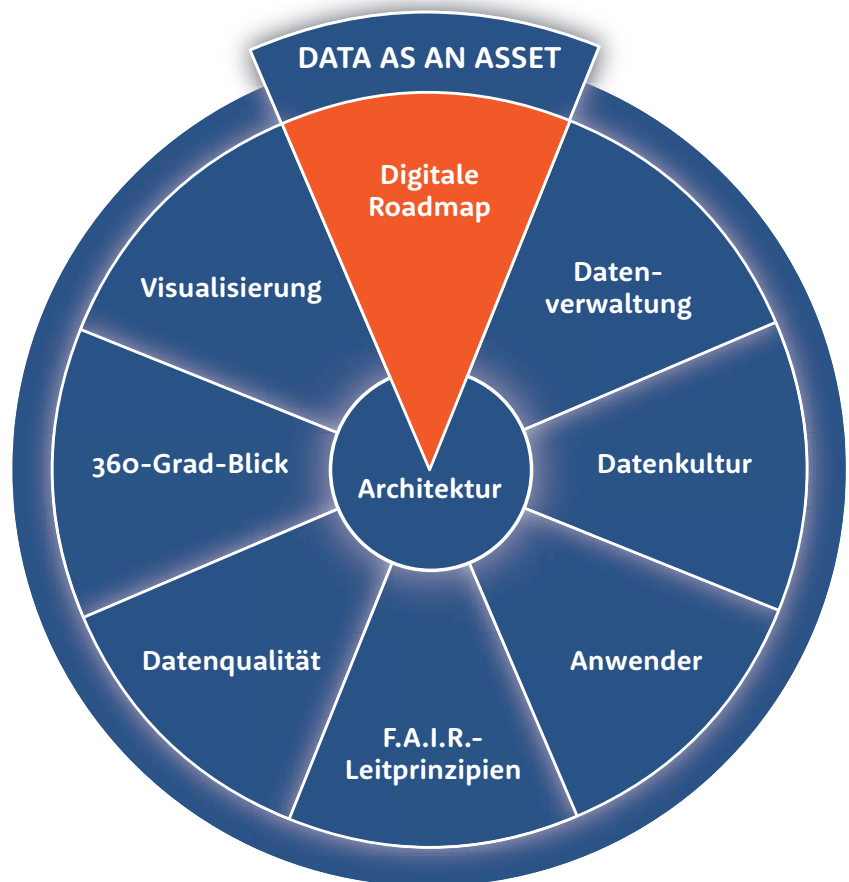 DATA AS AN ASSET
Digitale
Roadmap
Daten-
verwaltung
Datenkultur
Anwender
F.A.I.R.-
Leitprinzipien
Datenqualität
360-Grad-Blick
Visualisierung
Architektur